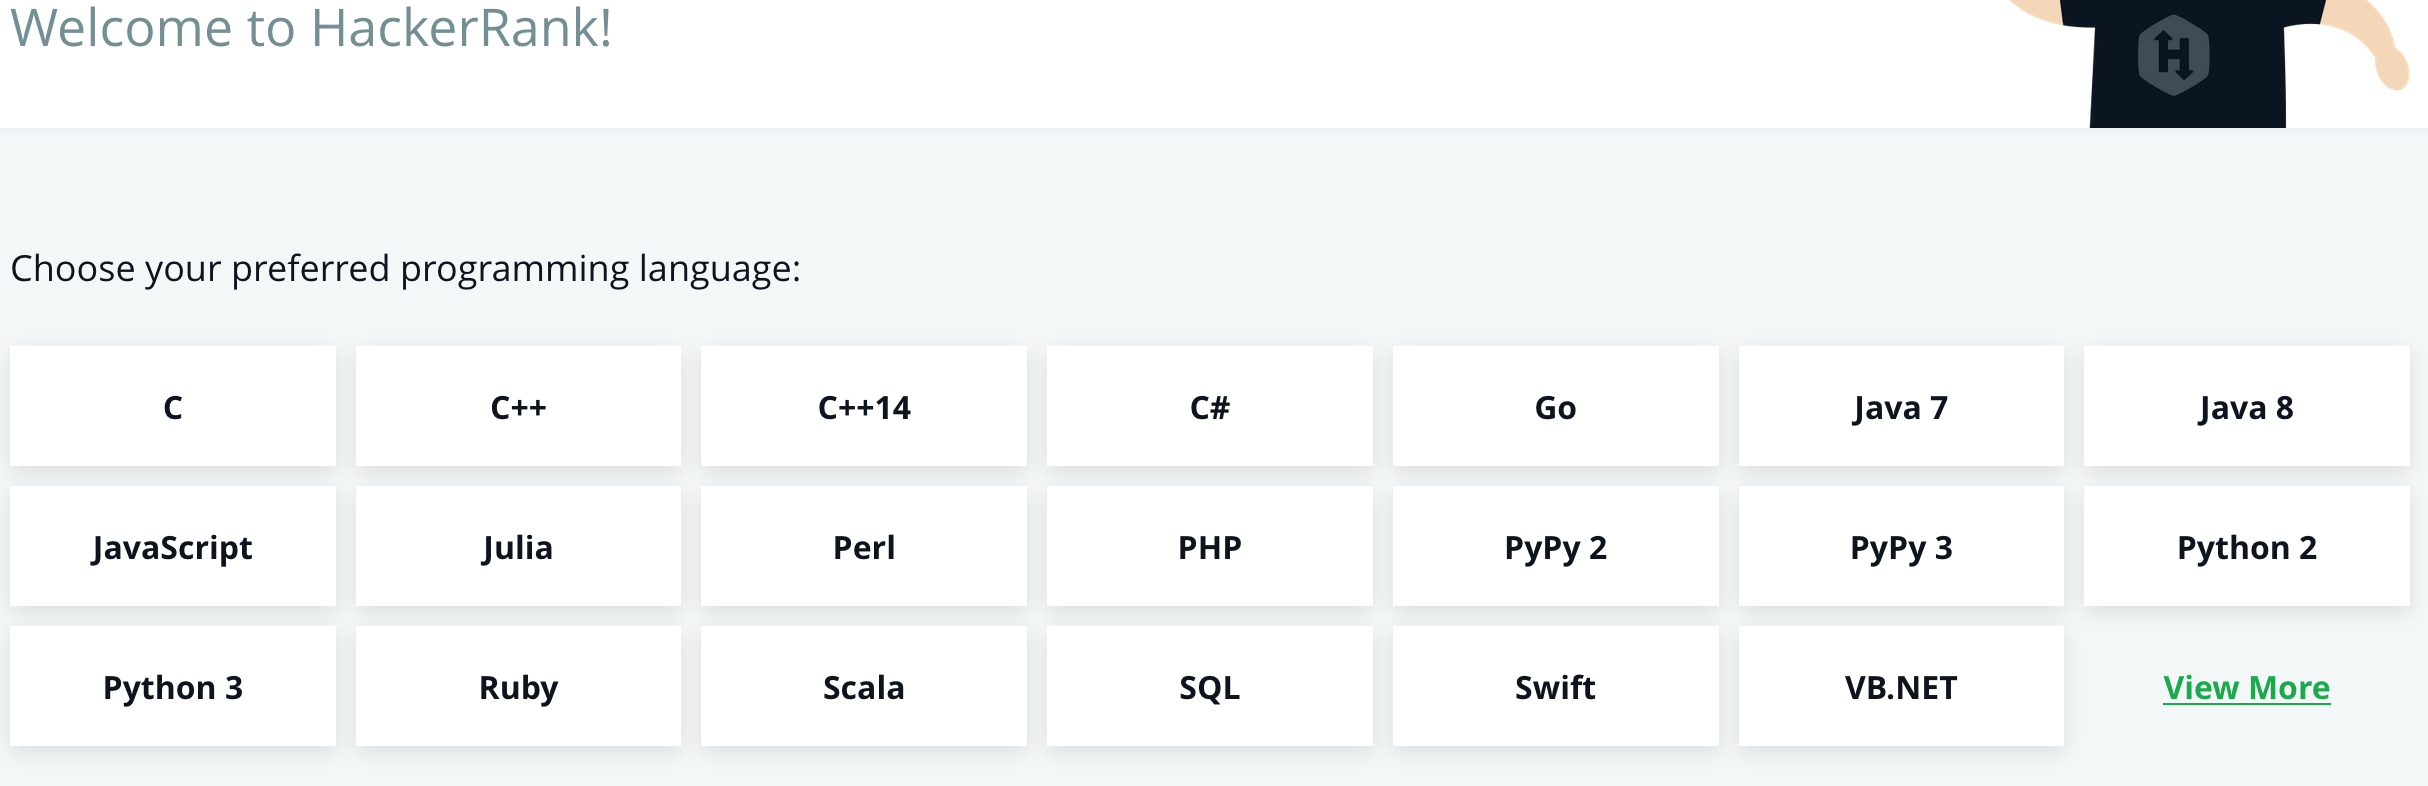 Welcome to HackerRank!
H
Choose your preferred programming language:
C
C++
C++14
C#
Go
Java 7
Java 8
JavaScript
Julia
Perl
PHP
PyPy 2
PyPy 3
Python 2
Python 3
Ruby
Scala
SQL
Swift
VB.NET
View More